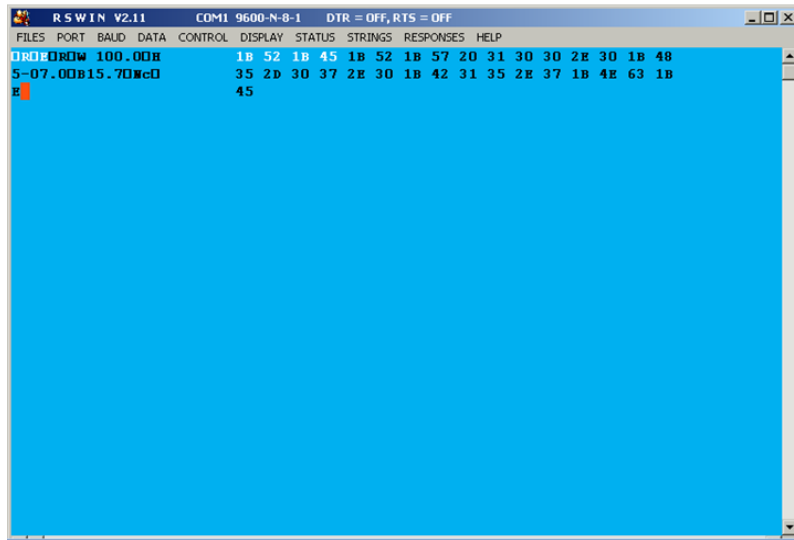 RSWIN V2.11 COM1 9600-N-8-1 DTR = OFF, RTS = OFF
FILES PORT BAUD DATA CONTROL DISPLAY STATUS STRINGS RESPONSES HELP
□R□E□R□W 100.0□H 1B 52 1B 45 1B 52 1B 57 20 31 30 30 2E 30 1B 48
5-07.0□B15.7□Nc□ 35 2D 30 37 2E 30 1B 42 31 35 2E 37 1B 4E 63 1B
E 45